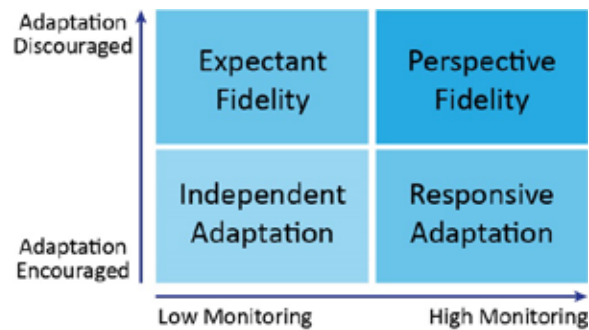 Adaptation
Discouraged
Expectant
Fidelity
Perspective
Fidelity
Independent
Adaptation
Responsive
Adaptation
Adaptation
Encouraged
Low Monitoring
High Monitoring